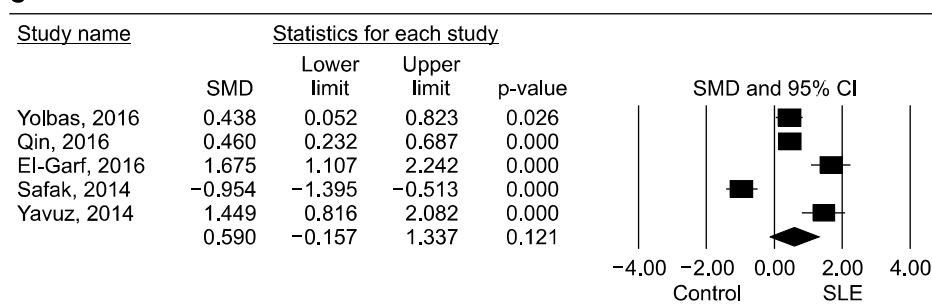 Study name Statistics for each study
Lower Upper
SMD limit limit p-value SMD and 95% CI
Yolbas, 2016 0.438 0.052 0.823 0.026
Qin, 2016 0.460 0.232 0.687 0.000
El-Garf, 2016 1.675 1.107 2.242 0.000
Safak, 2014 −0.954 −1.395 −0.513 0.000
Yavuz, 2014 1.449 0.816 2.082 0.000
0.590 −0.157 1.337 0.121
−4.00 −2.00 0.00 2.00 4.00
Control SLE